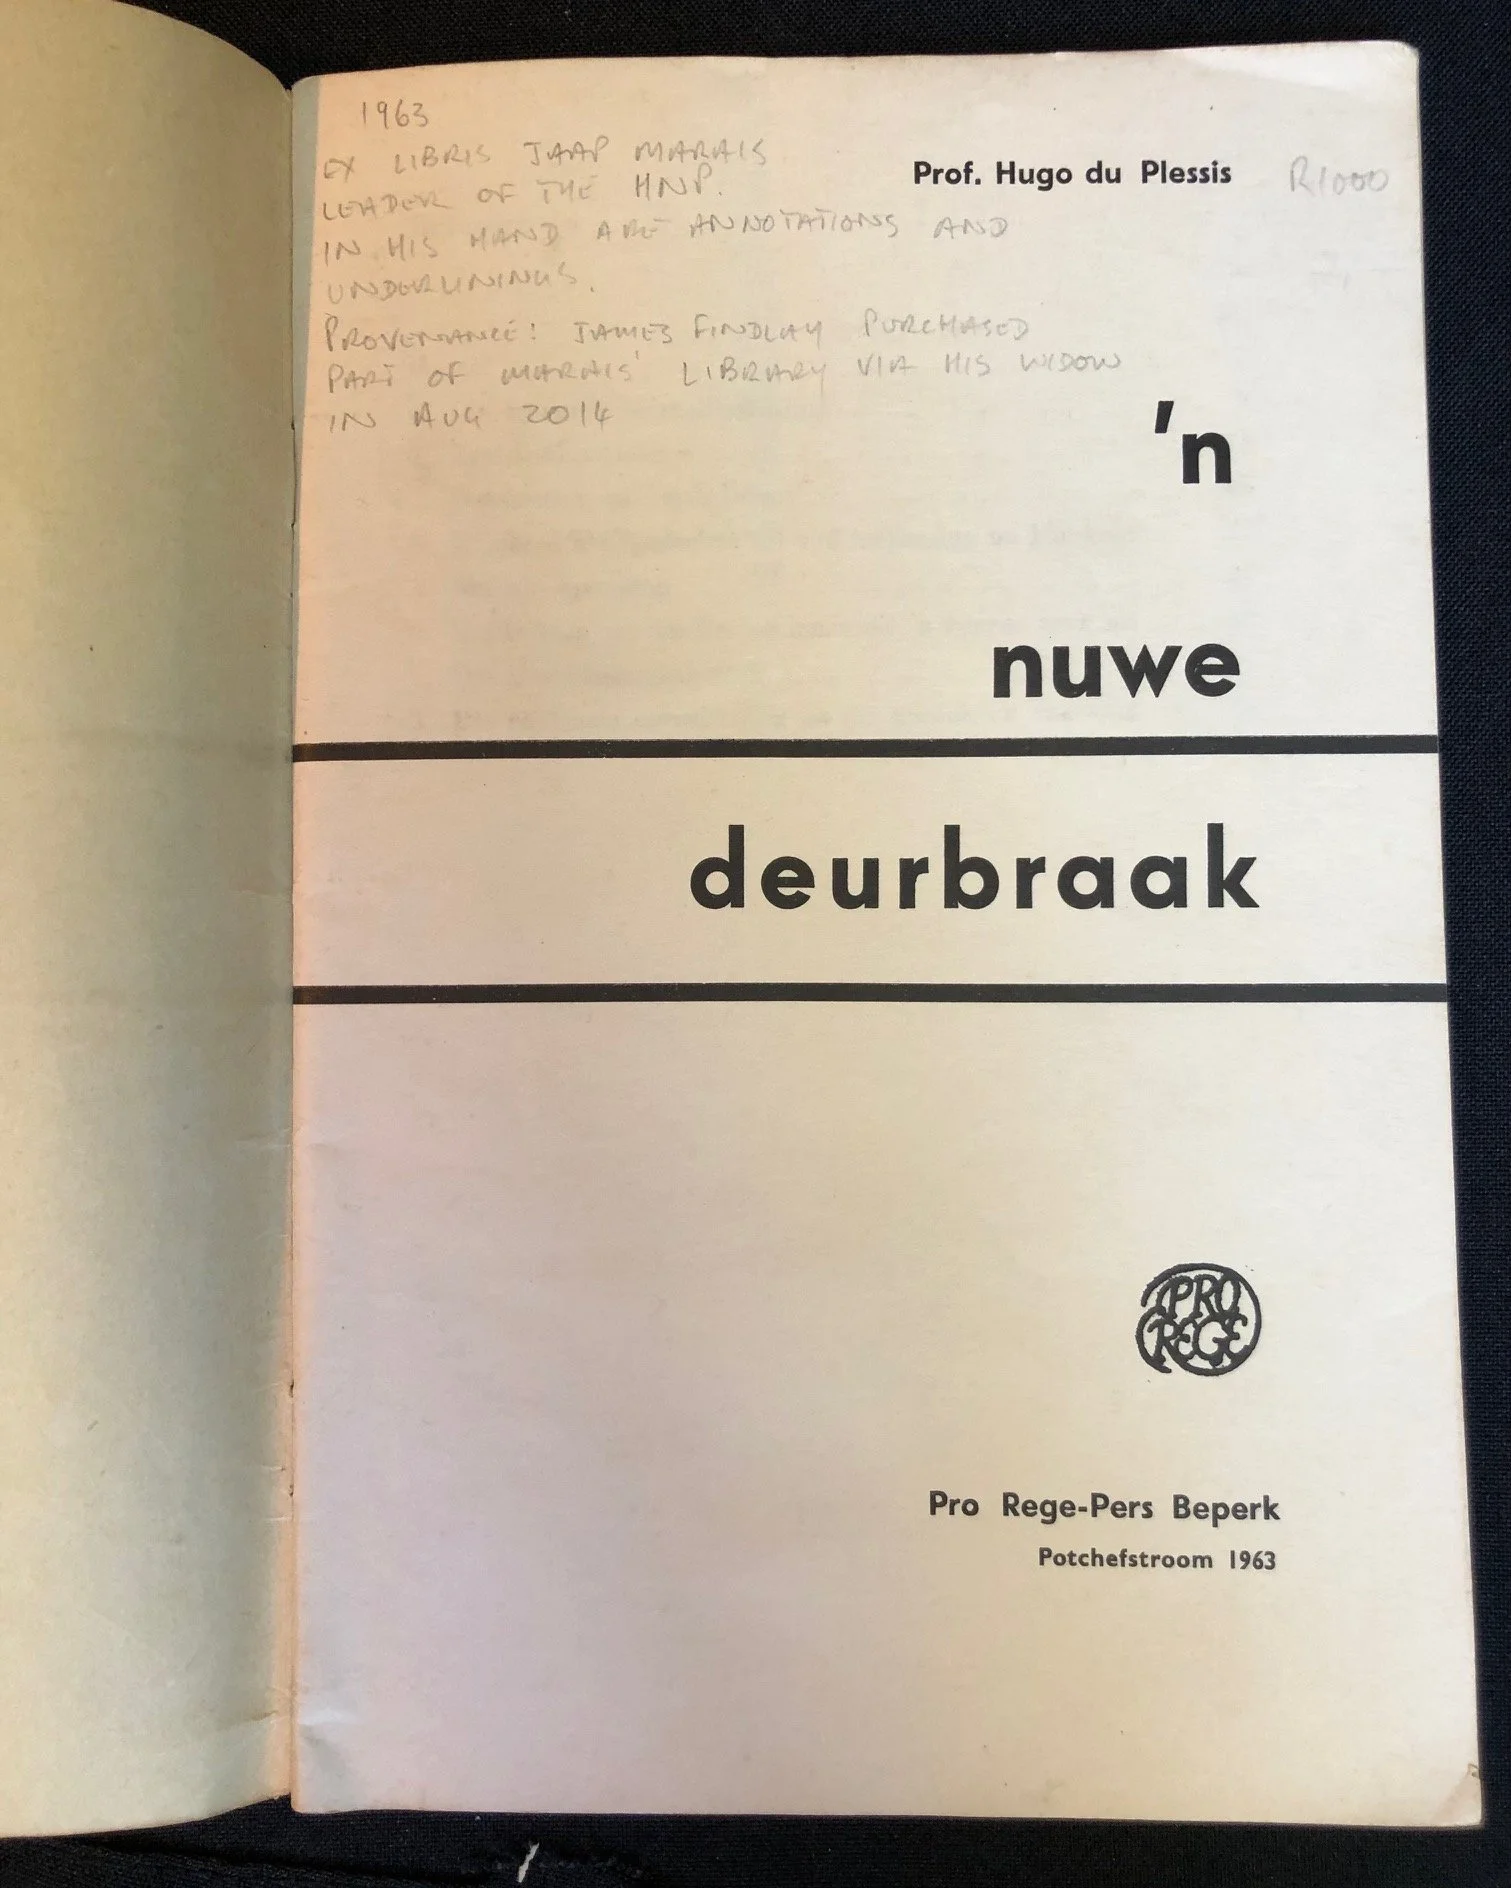 1963
EX LIBRIS JAAP MARAIS
LEADER OF THE HNP.
IN HIS HAND ARE ANNOTATIONS AND
UNDERLININGS.
PROVENANCE: JAMES FINDLAY PURCHASED
PART OF MARAIS' LIBRARY VIA HIS WIDOW
IN AUG 2014
Prof. Hugo du Plessis R1000
'n
nuwe
deurbraak
PRO
REGE
Pro Rege-Pers Beperk
Potchefstroom 1963